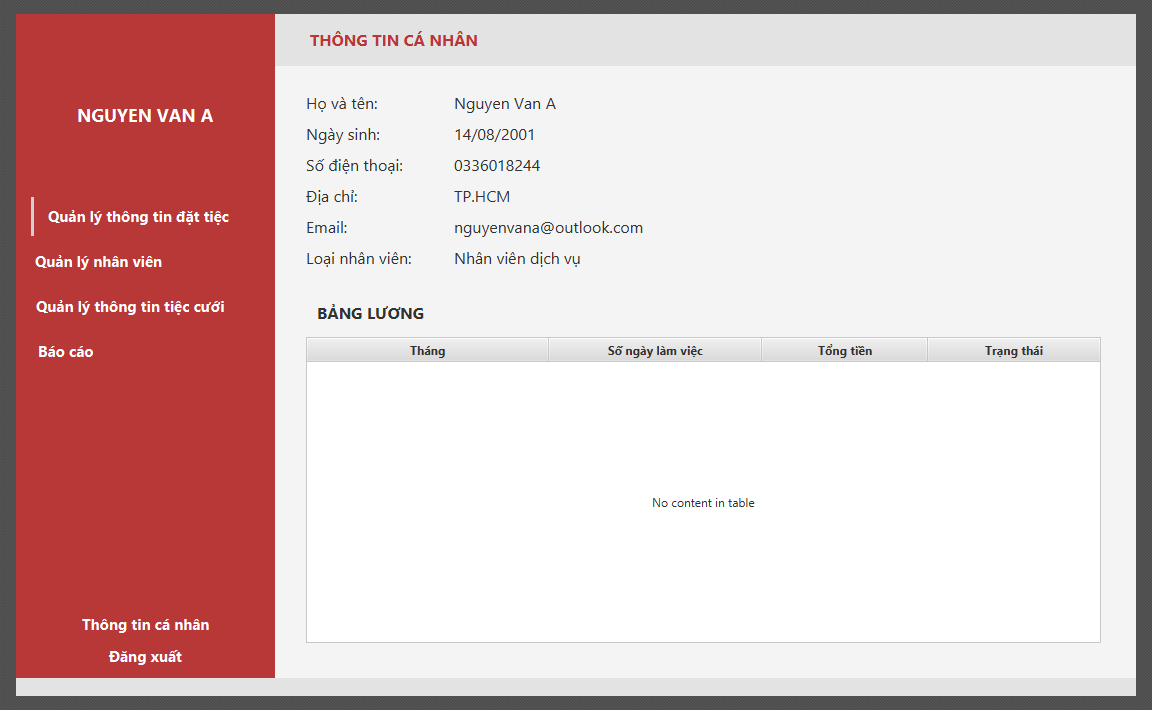 NGUYEN VAN A
Quản lý thông tin đặt tiệc
Quản lý nhân viên
Quản lý thông tin tiệc cưới
Báo cáo
Thông tin cá nhân
Đăng xuất
THÔNG TIN CÁ NHÂN
Họ và tên: Nguyen Van A
Ngày sinh: 14/08/2001
Số điện thoại: 0336018244
Địa chỉ: TP.HCM
Email: nguyenvana@outlook.com
Loại nhân viên: Nhân viên dịch vụ
BẢNG LƯƠNG
Tháng Số ngày làm việc Tổng tiền Trạng thái
No content in table